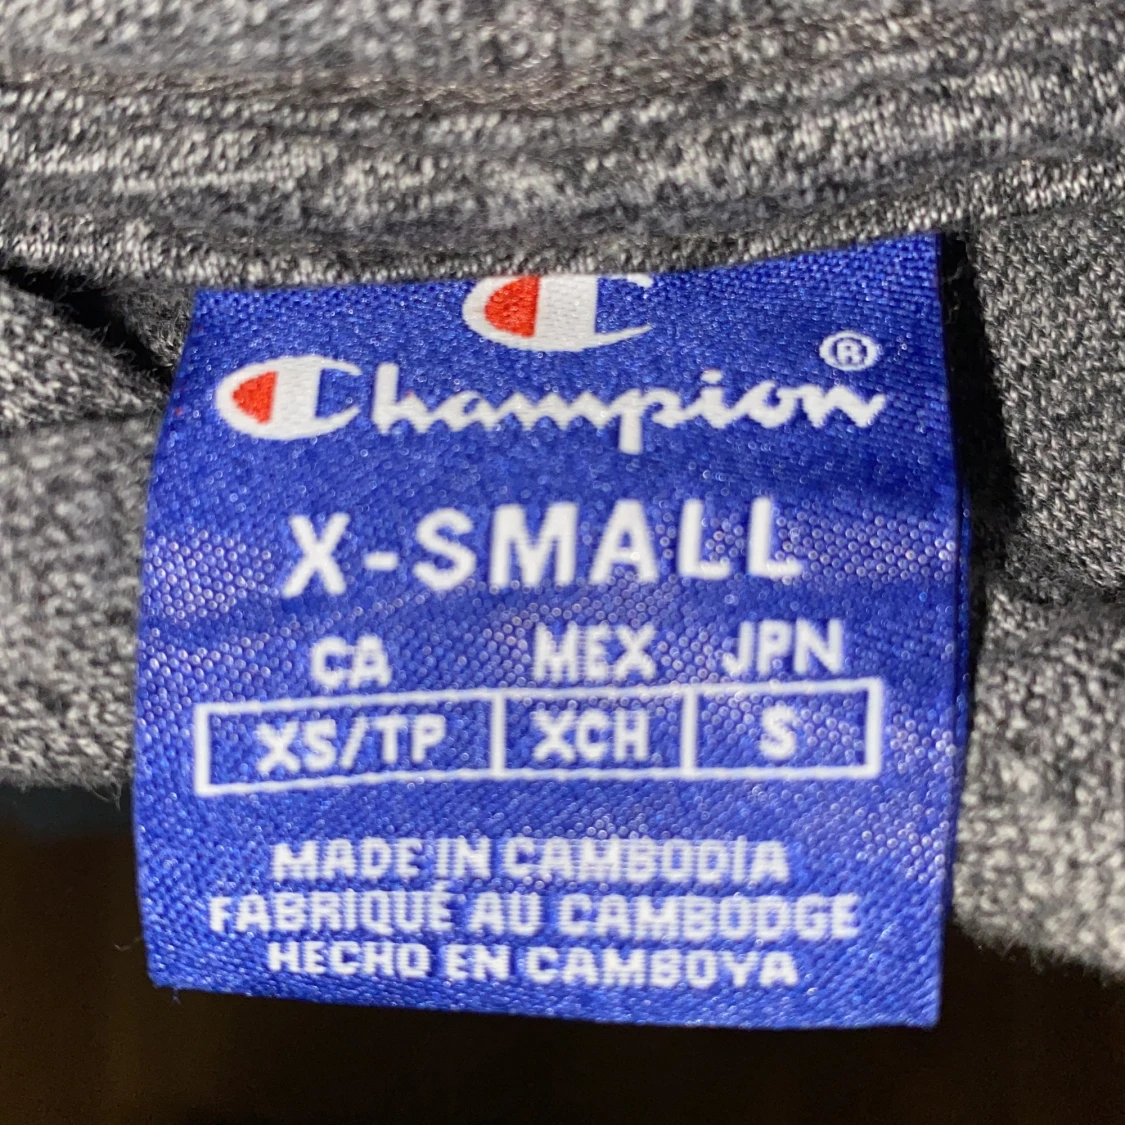 Champion®
X-SMALL
CA MEX JPN
XS/TP XCH S
MADE IN CAMBODIA
FABRIQUÉ AU CAMBODGE
HECHO EN CAMBOYA